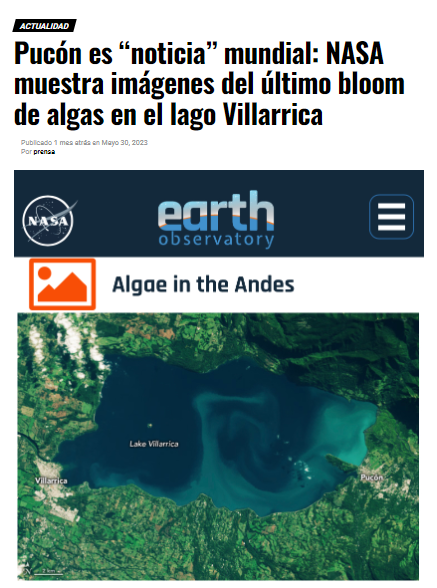 ACTUALIDAD
Pucón es “noticia” mundial: NASA
muestra imágenes del último bloom
de algas en el lago Villarrica
Publicado 1 mes atrás en Mayo 30, 2023
Por prensa
NASA
earth
observatory
Algae in the Andes
Lake Villarrica
Villarrica
Pucón
N